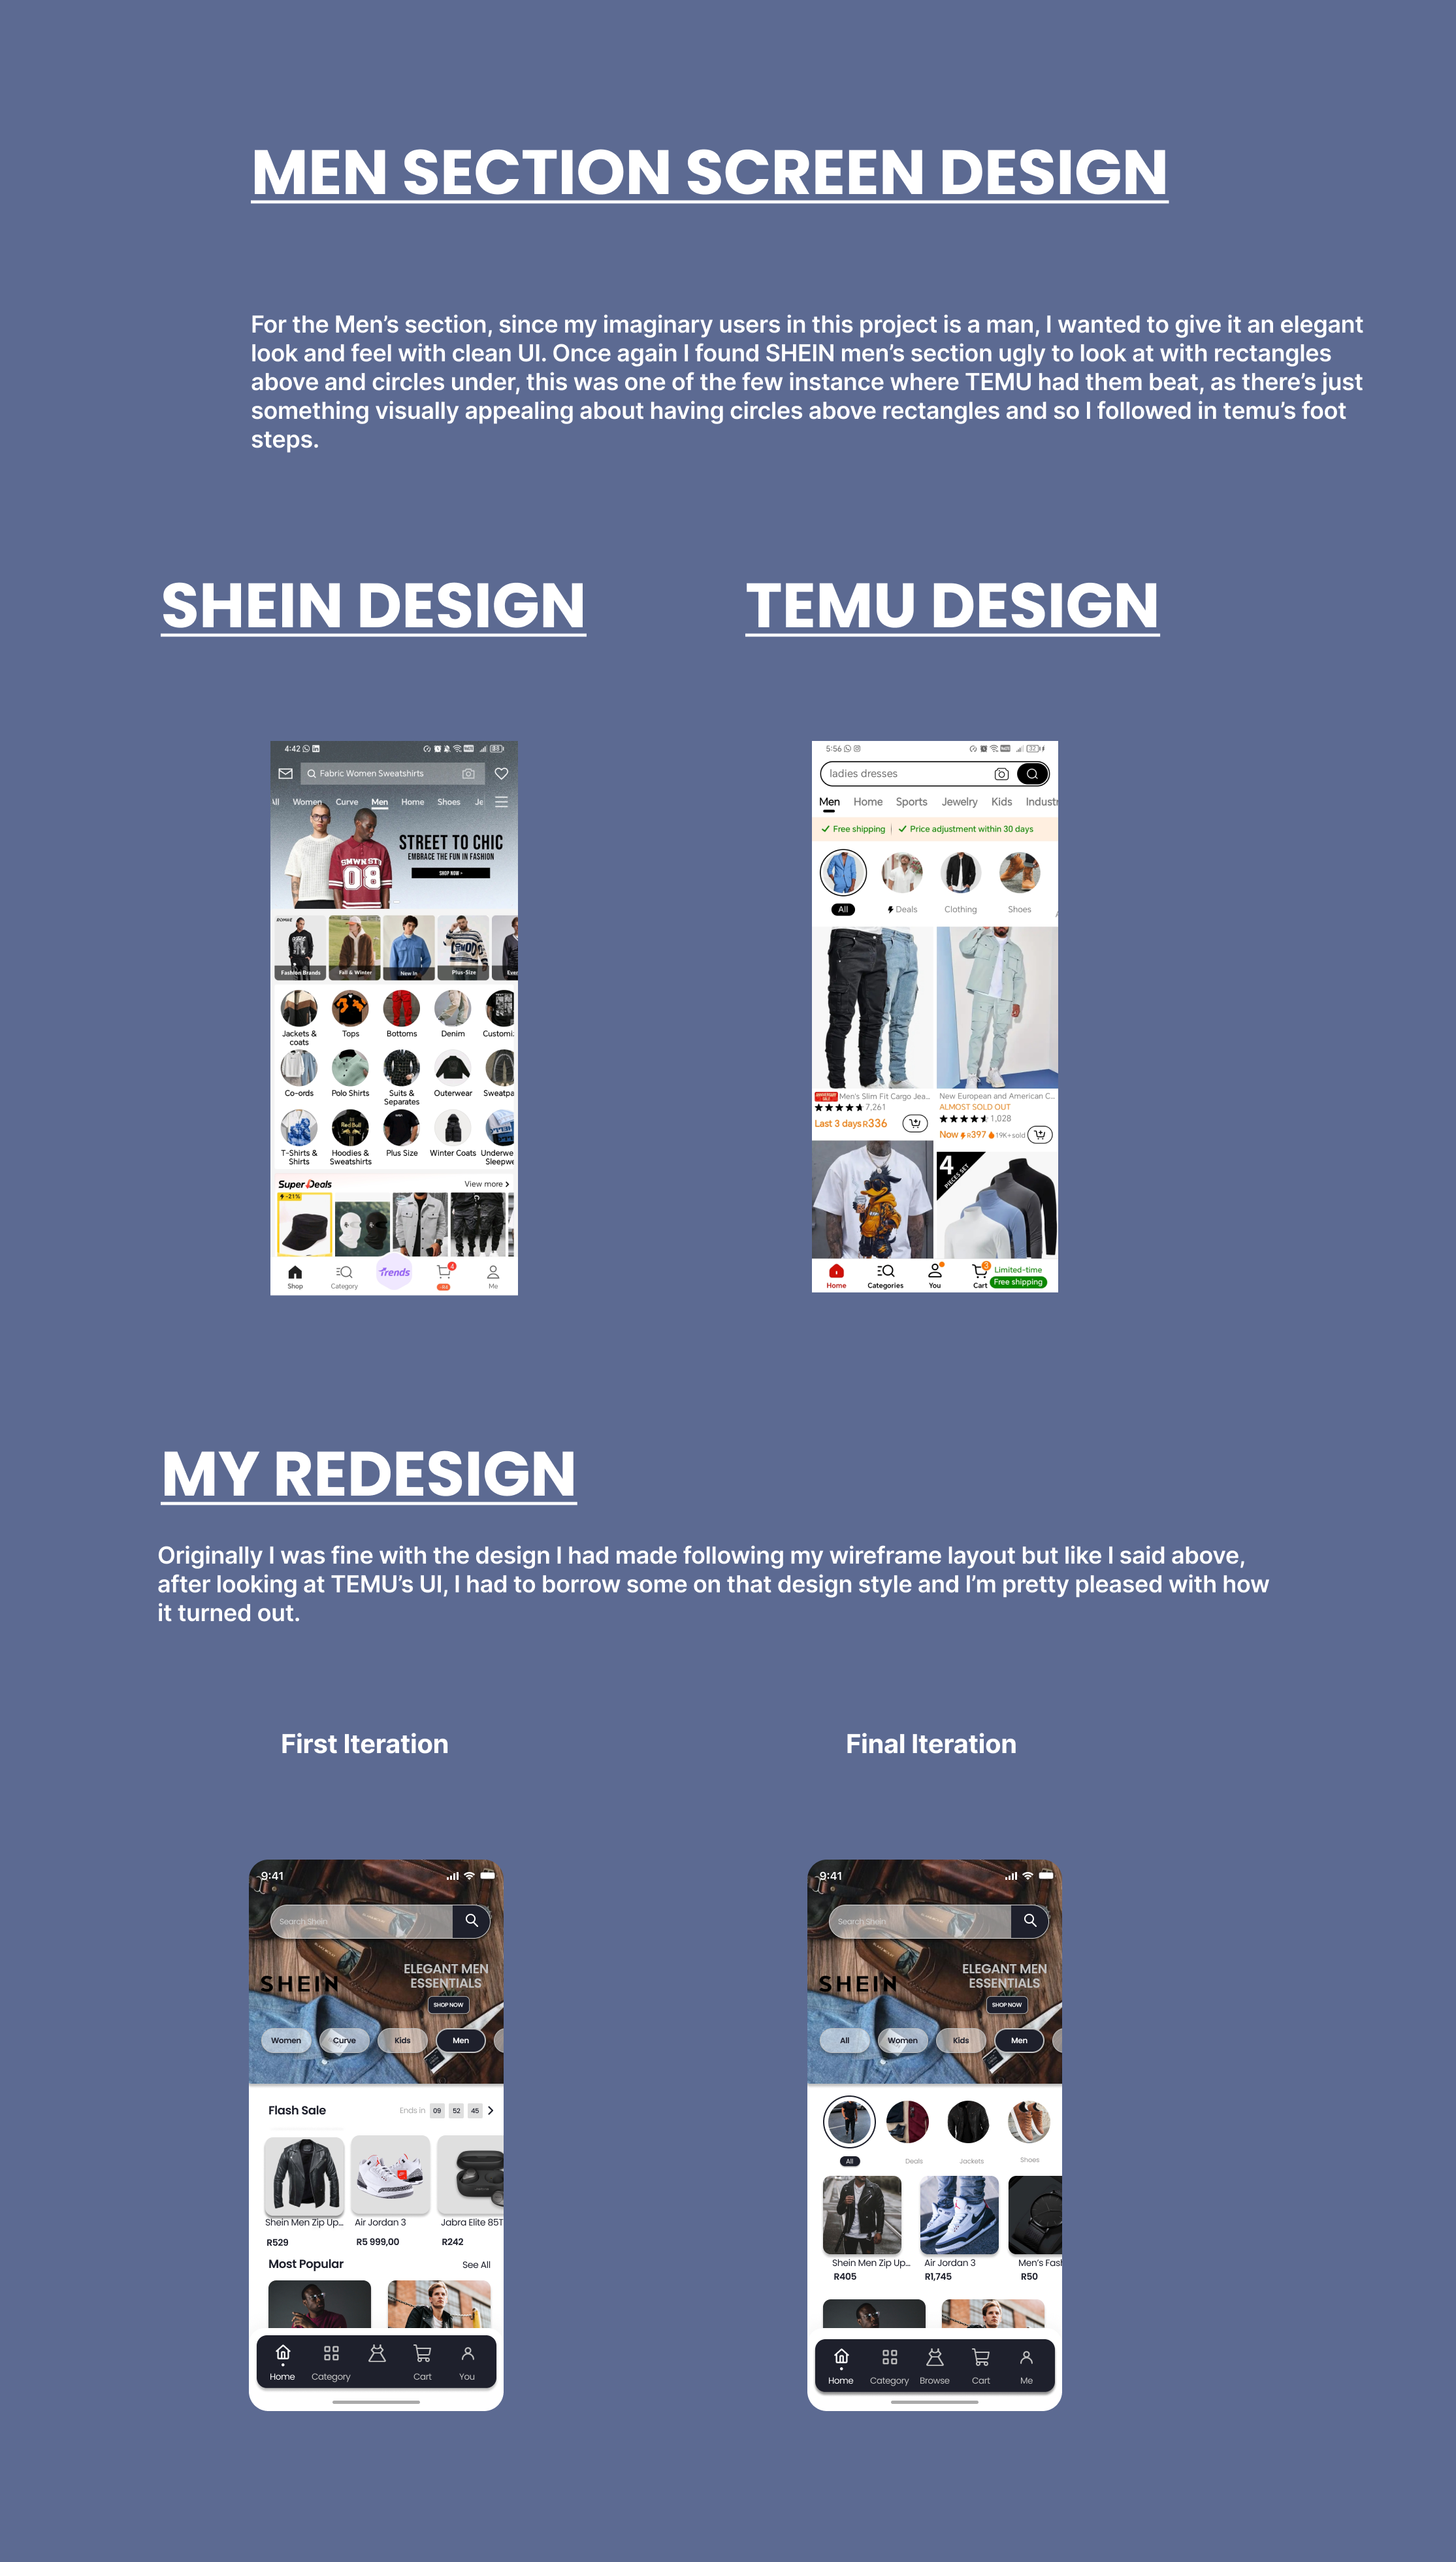 MEN SECTION SCREEN DESIGN
For the Men's section, since my imaginary users in this project is a man, I wanted to give it an elegant
look and feel with clean UI. Once again I found SHEIN men's section ugly to look at with rectangles
above and circles under, this was one of the few instance where TEMU had them beat, as there's just
something visually appealing about having circles above rectangles and so I followed in temu's foot
steps.
SHEIN DESIGN
TEMU DESIGN
4:42
Fabric Women Sweatshirts
All Women Curve Men Home Shoes Je
STREET TO CHIC
EMBRACE THE FUN IN FASHION
SHOP NOW >
SMWN STY
08
Fashion Brands Fall & Winter New In Plus-Size Ever
Jackets & Tops Bottoms Denim Customi
coats
Co-ords Polo Shirts Suits & Outerwear Sweatpa
Separates
Red Bull
T-Shirts & Hoodies & Plus Size Winter Coats Underwe
Shirts Sweatshirts Sleepwe
Super Deals View more >
-21%
Trends
4
Shop Category Me
5:56
ladies dresses
Men Home Sports Jewelry Kids Industr
Free shipping | Price adjustment within 30 days
All Deals Clothing Shoes
Men's Slim Fit Cargo Jea...
7,261
Last 3 days R336
New European and American C...
ALMOST SOLD OUT
1,028
Now R397 19K+sold
4
PIECES SET
3
Limited-time
Free shipping
Home Categories You Cart
MY REDESIGN
Originally I was fine with the design I had made following my wireframe layout but like I said above,
after looking at TEMU's UI, I had to borrow some on that design style and I'm pretty pleased with how
it turned out.
First Iteration
Final Iteration
9:41
Search Shein
SHEIN
ELEGANT MEN
ESSENTIALS
SHOP NOW
Women Curve Kids Men
Flash Sale Ends in 09 52 45
Shein Men Zip Up... Air Jordan 3 Jabra Elite 85T
R529 R5 999,00 R242
Most Popular See All
Home Category Cart You
9:41
Search Shein
SHEIN
ELEGANT MEN
ESSENTIALS
SHOP NOW
All Women Kids Men
All Deals Jackets Shoes
Shein Men Zip Up... Air Jordan 3 Men's Fash
R405 R1,745 R50
Home Category Browse Cart Me